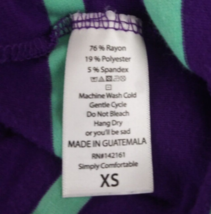 76 % Rayon
19 % Polyester
5 % Spandex
Machine Wash Cold
Gentle Cycle
Do Not Bleach
Hang Dry
or you'll be sad
MADE IN GUATEMALA
RN#142161
Simply Comfortable
XS